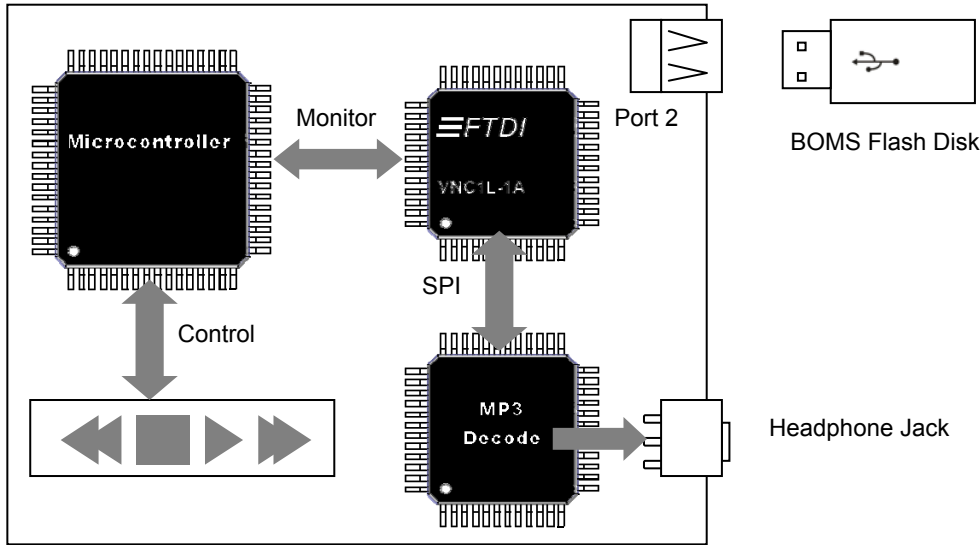 Microcontroller
Monitor
FTDI
VNC1L-1A
Port 2
BOMS Flash Disk
SPI
Control
MP3
Decode
Headphone Jack